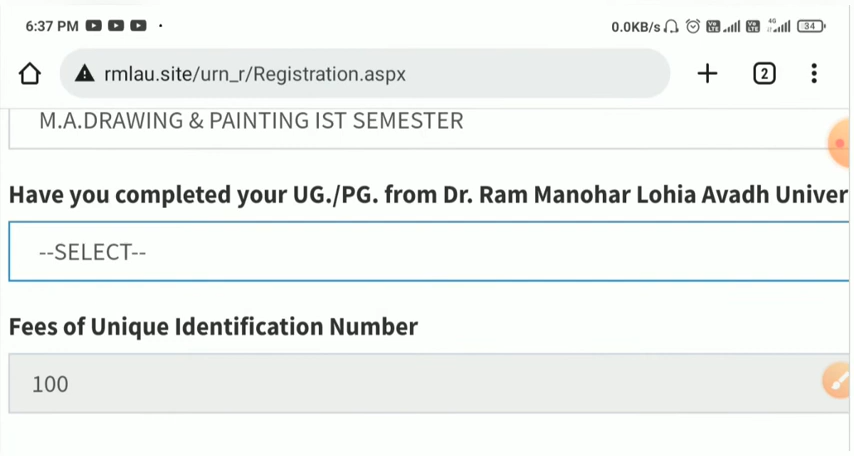 6:37 PM
0.0KB/s
4G
34
rmlau.site/urn_r/Registration.aspx
2
M.A.DRAWING & PAINTING IST SEMESTER
Have you completed your UG./PG. from Dr. Ram Manohar Lohia Avadh Univer
--SELECT--
Fees of Unique Identification Number
100